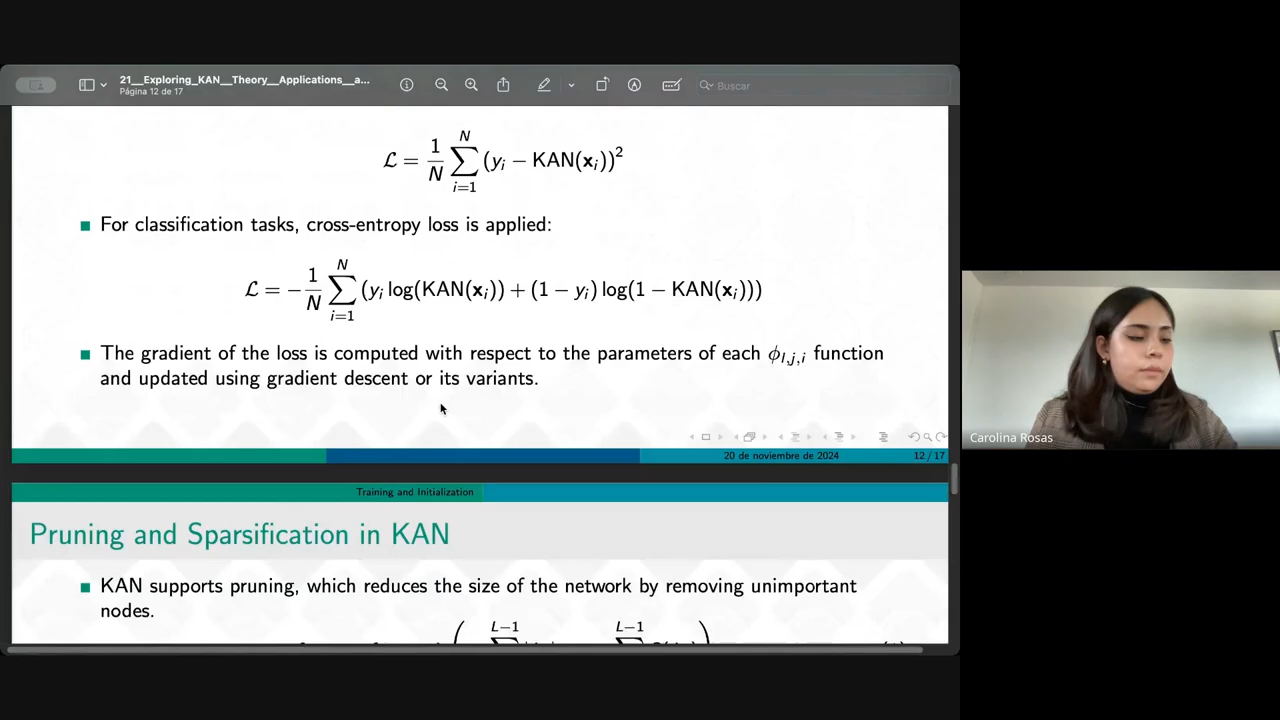 21__Exploring_KAN__Theory__Applications__a...
Página 12 de 17
Buscar
ℒ = 1/N ∑_{i=1}^{N} (y_i − KAN(x_i))²
For classification tasks, cross-entropy loss is applied:
ℒ = −1/N ∑_{i=1}^{N} (y_i log(KAN(x_i)) + (1 − y_i) log(1 − KAN(x_i)))
The gradient of the loss is computed with respect to the parameters of each ϕ_{l,j,i} function
and updated using gradient descent or its variants.
Carolina Rosas
20 de noviembre de 2024
12 / 17
Training and Initialization
Pruning and Sparsification in KAN
KAN supports pruning, which reduces the size of the network by removing unimportant
nodes.
L−1 L−1